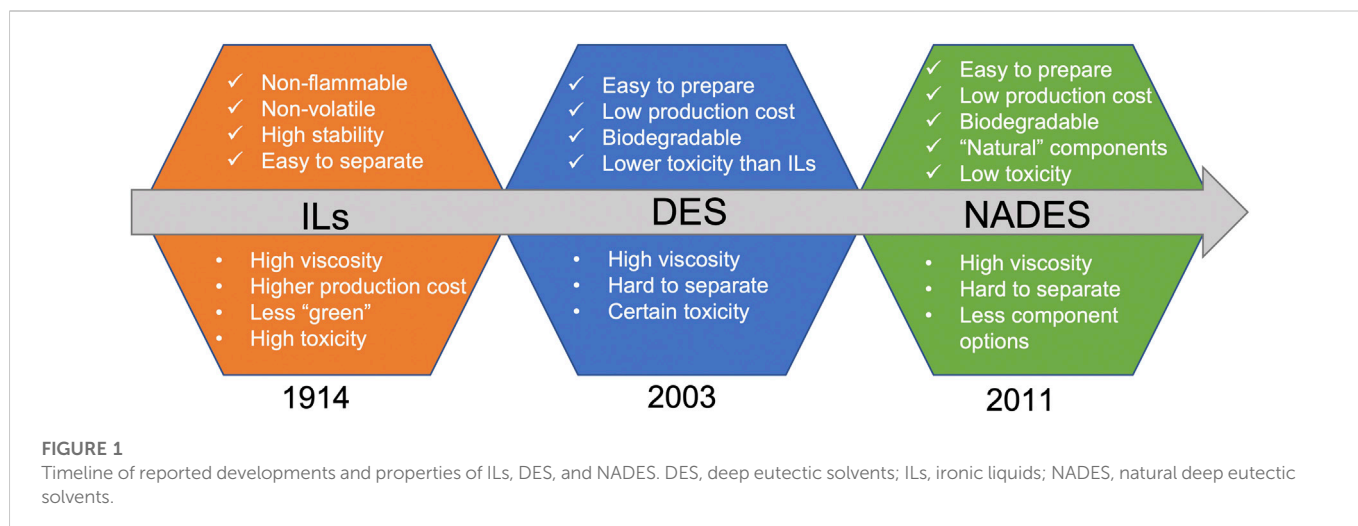 ✓ Non-flammable
✓ Non-volatile
✓ High stability
✓ Easy to separate
ILs
• High viscosity
• Higher production cost
• Less “green”
• High toxicity
1914
✓ Easy to prepare
✓ Low production cost
✓ Biodegradable
✓ Lower toxicity than ILs
DES
• High viscosity
• Hard to separate
• Certain toxicity
2003
✓ Easy to prepare
✓ Low production cost
✓ Biodegradable
✓ “Natural” components
✓ Low toxicity
NADES
• High viscosity
• Hard to separate
• Less component
options
2011
FIGURE 1
Timeline of reported developments and properties of ILs, DES, and NADES. DES, deep eutectic solvents; ILs, ironic liquids; NADES, natural deep eutectic
solvents.